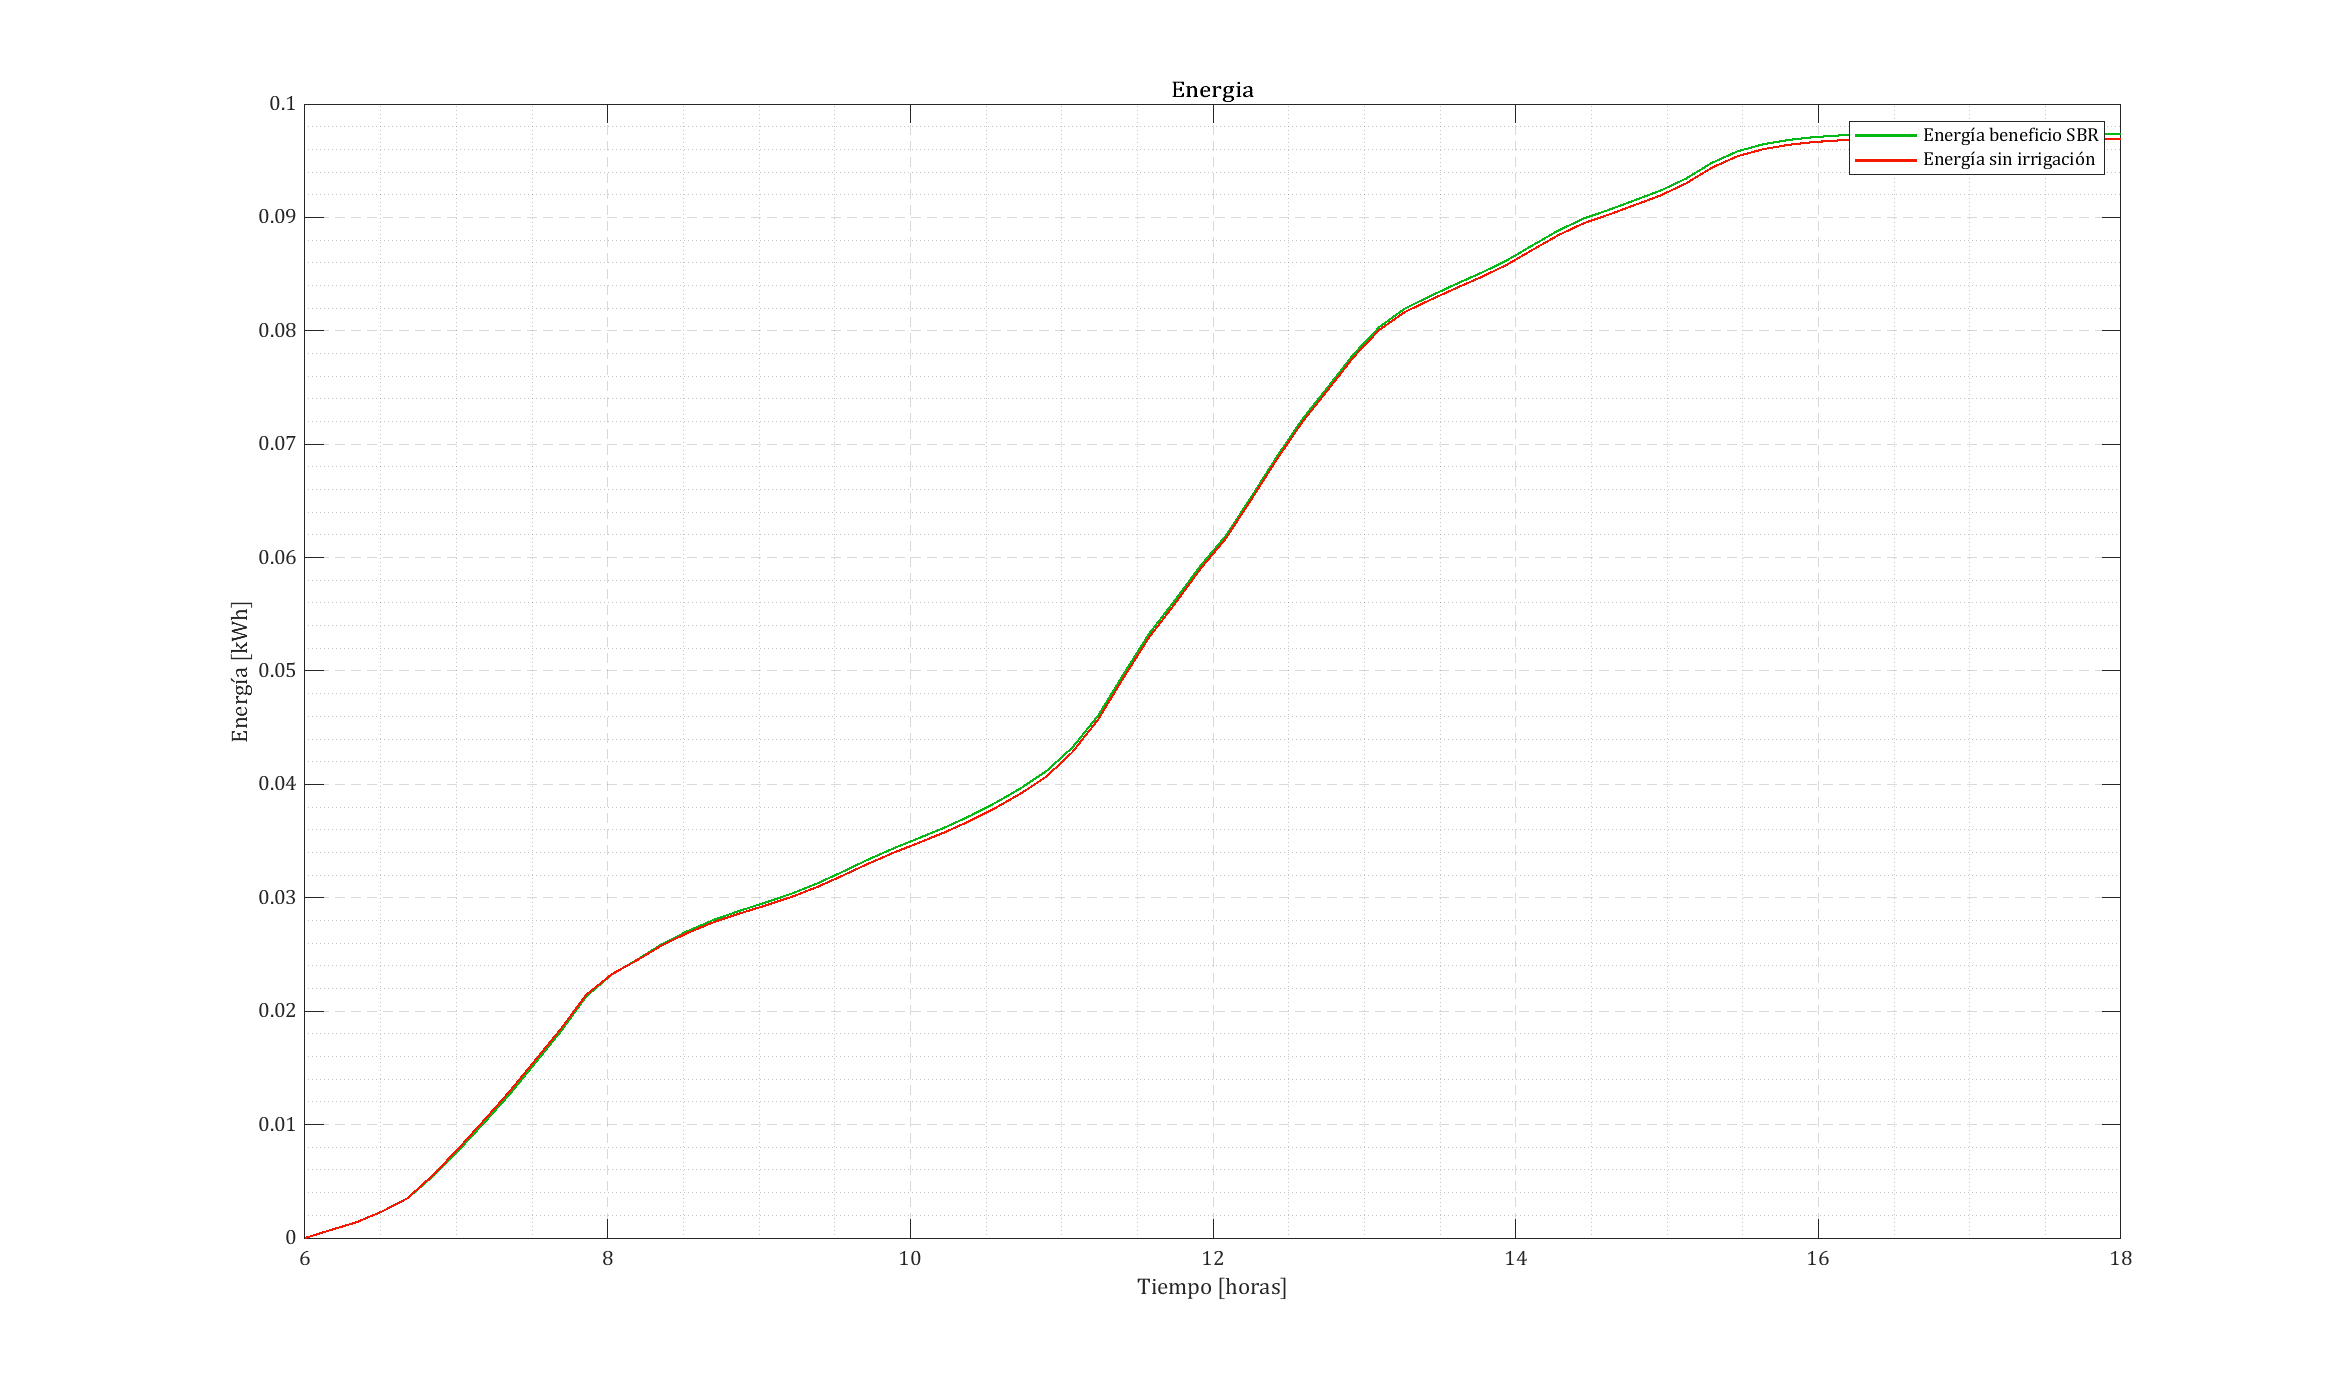 Energia
0.1
0.09
0.08
0.07
0.06
0.05
0.04
0.03
0.02
0.01
0
Energía [kWh]
6 8 10 12 14 16 18
Tiempo [horas]
Energía beneficio SBR
Energía sin irrigación